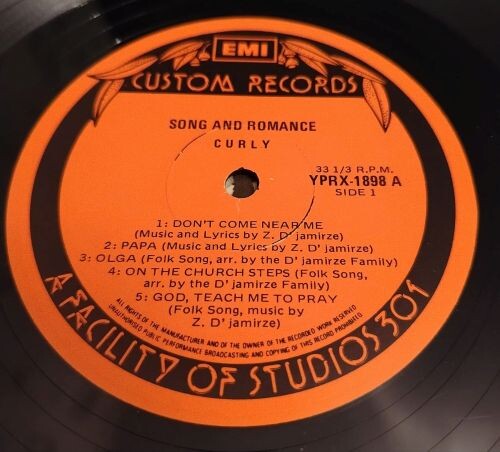 EMI
CUSTOM RECORDS
SONG AND ROMANCE
CURLY
33 1/3 R.P.M.
YPRX-1898 A
SIDE 1
1: DON'T COME NEAR ME
(Music and Lyrics by Z. D' jamirze)
2: PAPA (Music and Lyrics by Z. D' jamirze)
3: OLGA (Folk Song, arr. by the D' jamirze Family)
4: ON THE CHURCH STEPS (Folk Song,
arr. by the D' jamirze Family)
5: GOD, TEACH ME TO PRAY
(Folk Song, music by
Z. D' jamirze)
ALL RIGHTS OF THE MANUFACTURER AND OF THE OWNER OF THE RECORDED WORK RESERVED
UNAUTHORISED PUBLIC PERFORMANCE BROADCASTING AND COPYING OF THIS RECORD PROHIBITED
A FACILITY OF STUDIOS 301